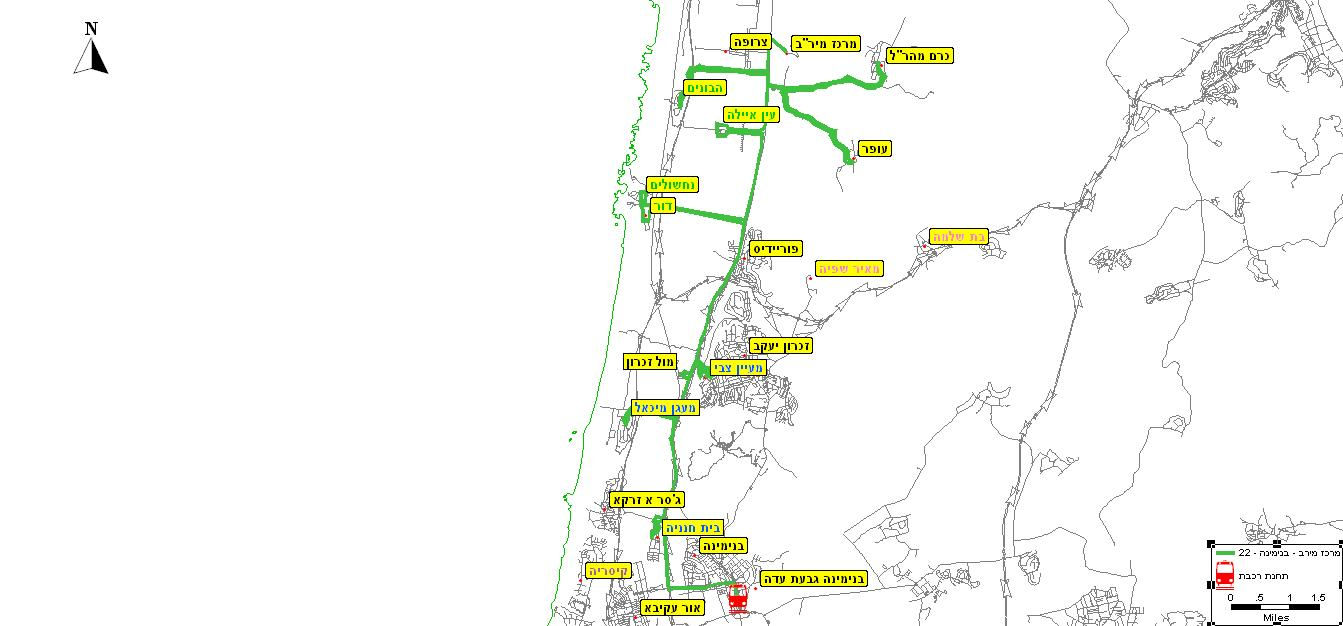 N
צרופה
מרכז מיר"ב
כרם מהר"ל
הבונים
עין איילה
עופר
נחשולים
דור
בת שלמה
פוריידיס
מאיר שפיה
זכרון יעקב
מול זכרון
מעיין צבי
מעגן מיכאל
ג'סר א זרקא
בית חנניה
בנימינה
קיסריה
בנימינה גבעת עדה
אור עקיבא
מרכז מירב - בנימינה - 22
תחנת רכבת
0 .5 1 1.5
Miles